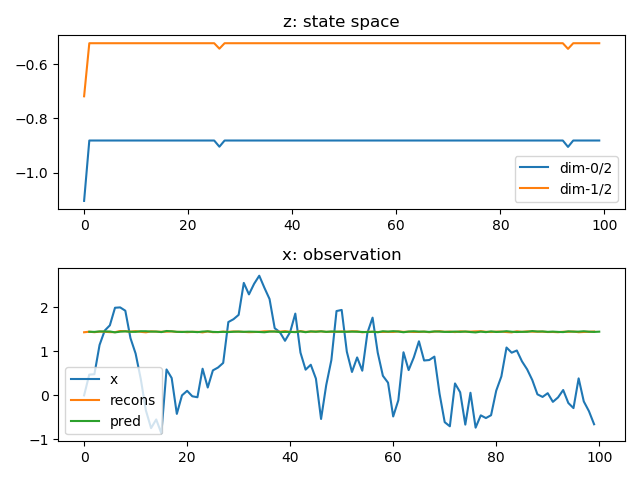 z: state space
−0.6
−0.8
−1.0
dim-0/2
dim-1/2
0
20
40
60
80
100
x: observation
2
1
0
−1
x
recons
pred
0
20
40
60
80
100